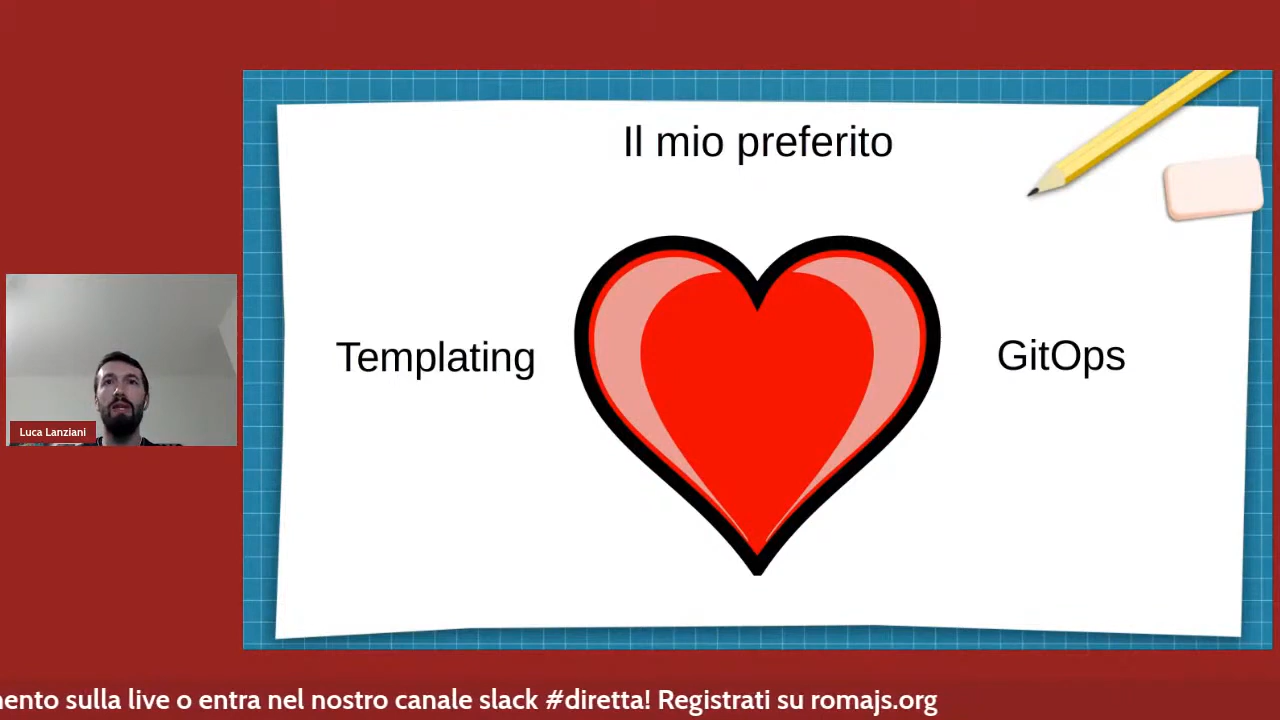 Il mio preferito
Templating
GitOps
Luca Lanziani
sulla live o entra nel nostro canale slack #diretta! Registrati su romajs.org